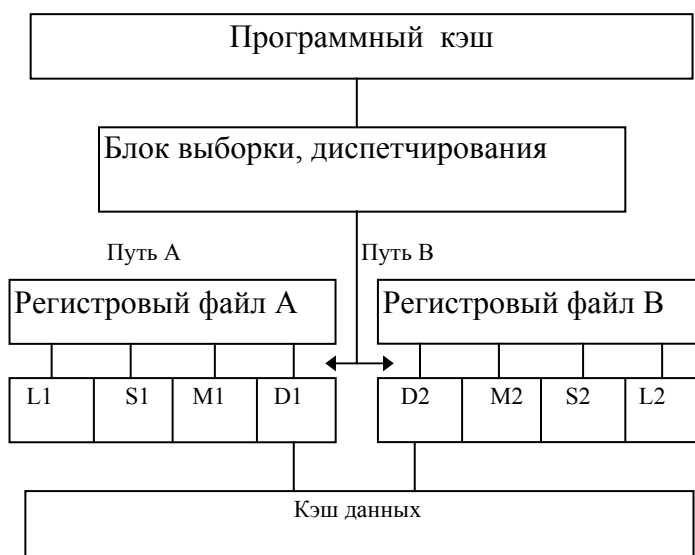 Программный кэш
Блок выборки, диспетчирования
Путь A Путь B
Регистровый файл A Регистровый файл B
L1 S1 M1 D1 D2 M2 S2 L2
Кэш данных